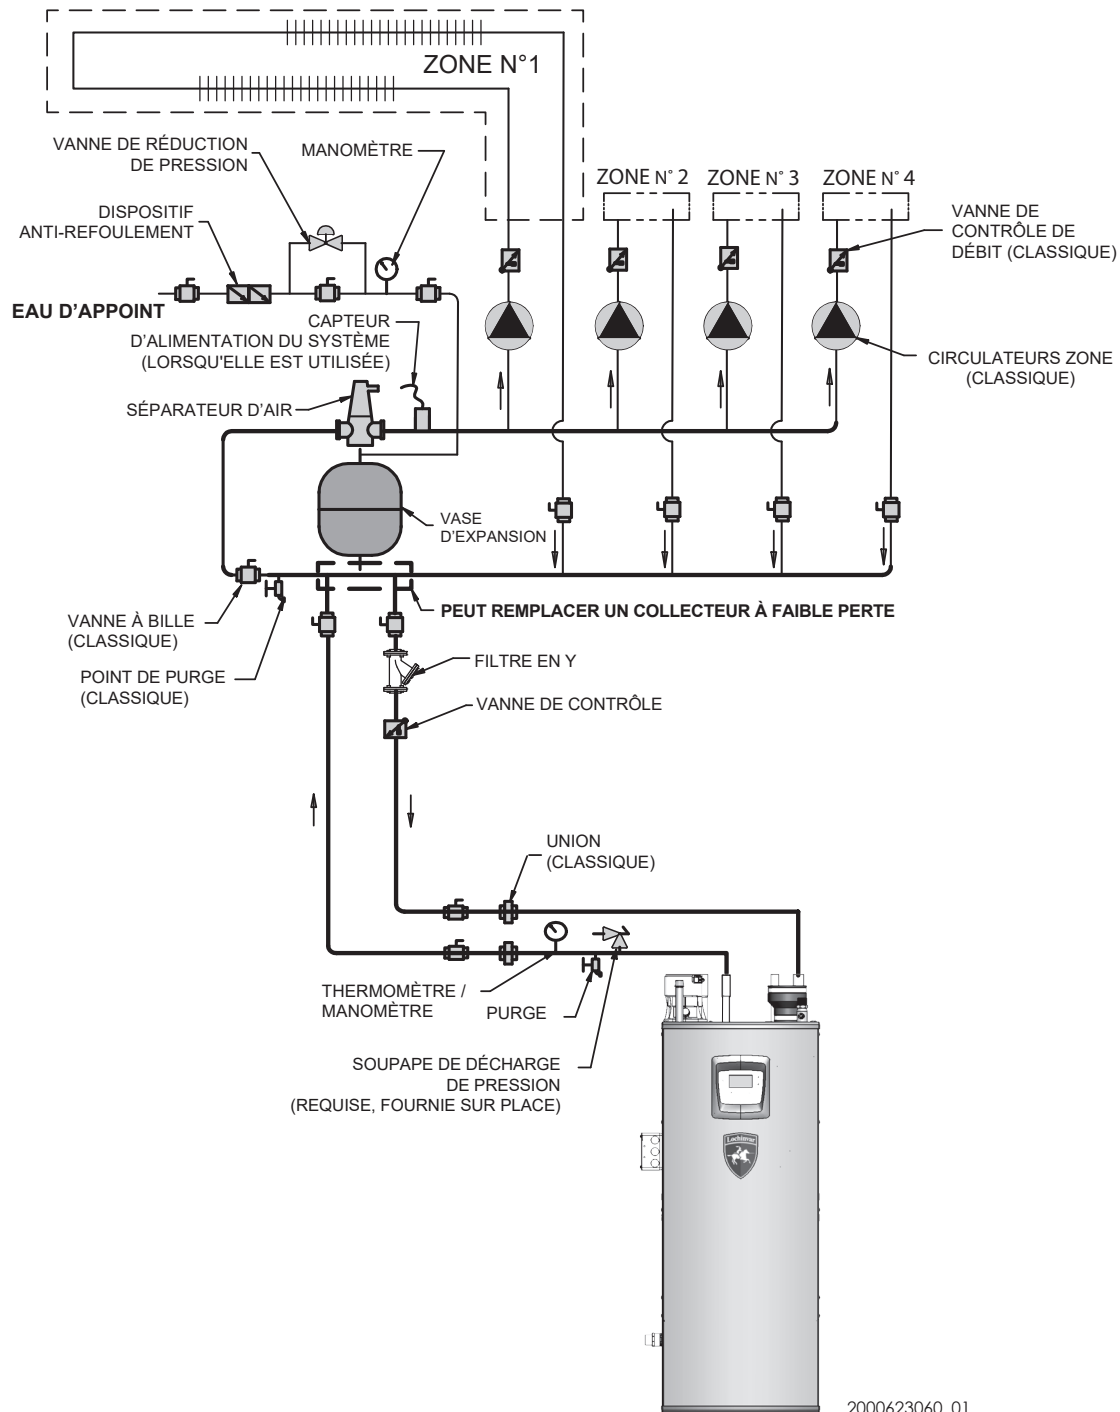 ZONE N°1
VANNE DE RÉDUCTION
DE PRESSION
MANOMÈTRE
ZONE N° 2
ZONE N° 3
ZONE N° 4
DISPOSITIF
ANTI-REFOULEMENT
VANNE DE
CONTRÔLE DE
DÉBIT (CLASSIQUE)
EAU D'APPOINT
CAPTEUR
D'ALIMENTATION DU SYSTÈME
(LORSQU'ELLE EST UTILISÉE)
CIRCULATEURS ZONE
(CLASSIQUE)
SÉPARATEUR D'AIR
VASE
D'EXPANSION
PEUT REMPLACER UN COLLECTEUR À FAIBLE PERTE
VANNE À BILLE
(CLASSIQUE)
FILTRE EN Y
POINT DE PURGE
(CLASSIQUE)
VANNE DE CONTRÔLE
UNION
(CLASSIQUE)
THERMOMÈTRE /
MANOMÈTRE
PURGE
SOUPAPE DE DÉCHARGE
DE PRESSION
(REQUISE, FOURNIE SUR PLACE)
Lochinvar
2000623060_01